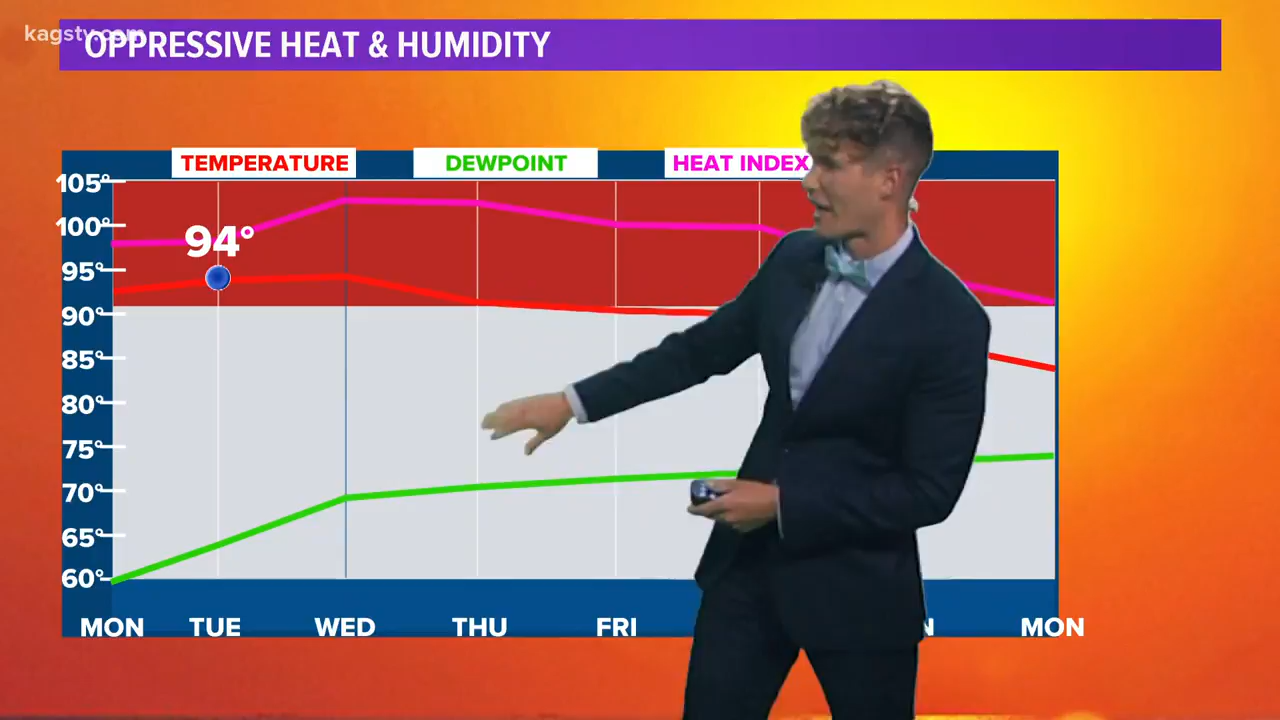 kagstv.com
OPPRESSIVE HEAT & HUMIDITY
TEMPERATURE DEWPOINT HEAT INDEX
105°
100°
94°
95°
90°
85°
80°
75°
70°
65°
60°
MON TUE WED THU FRI N MON